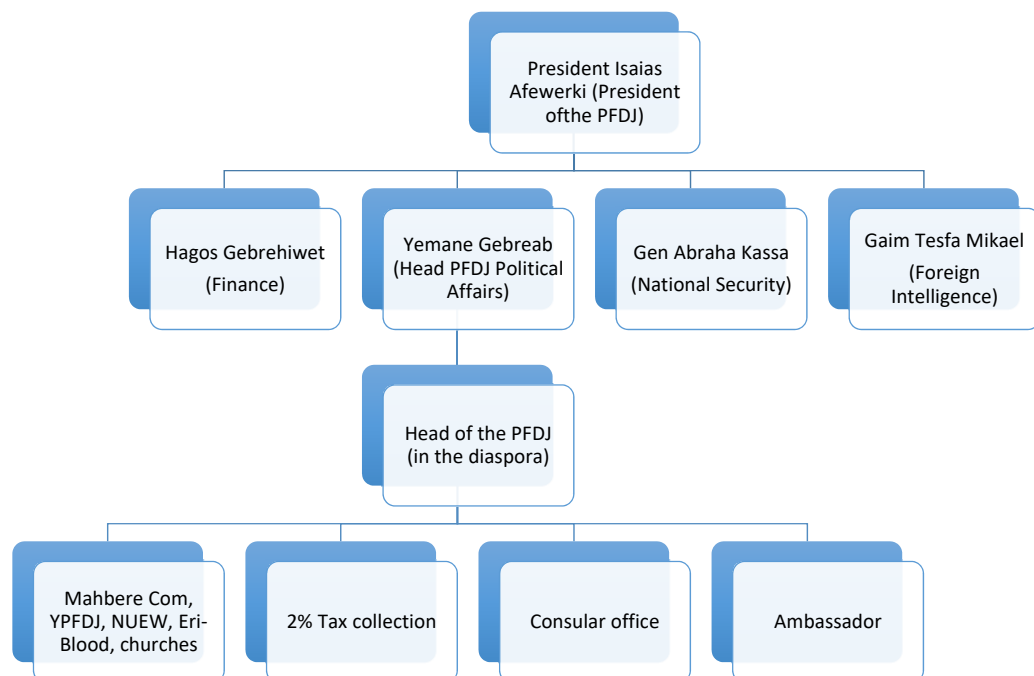 President Isaias
Afewerki (President
ofthe PFDJ)
Hagos Gebrehiwet
(Finance)
Yemane Gebreab
(Head PFDJ Political
Affairs)
Gen Abraha Kassa
(National Security)
Gaim Tesfa Mikael
(Foreign
Intelligence)
Head of the PFDJ
(in the diaspora)
Mahbere Com,
YPFDJ, NUEW, Eri-
Blood, churches
2% Tax collection
Consular office
Ambassador